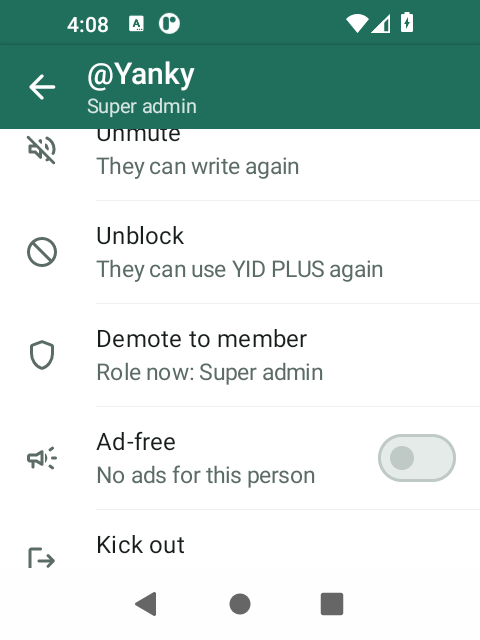 4:08
@Yanky
Super admin
Unmute
They can write again
Unblock
They can use YID PLUS again
Demote to member
Role now: Super admin
Ad-free
No ads for this person
Kick out